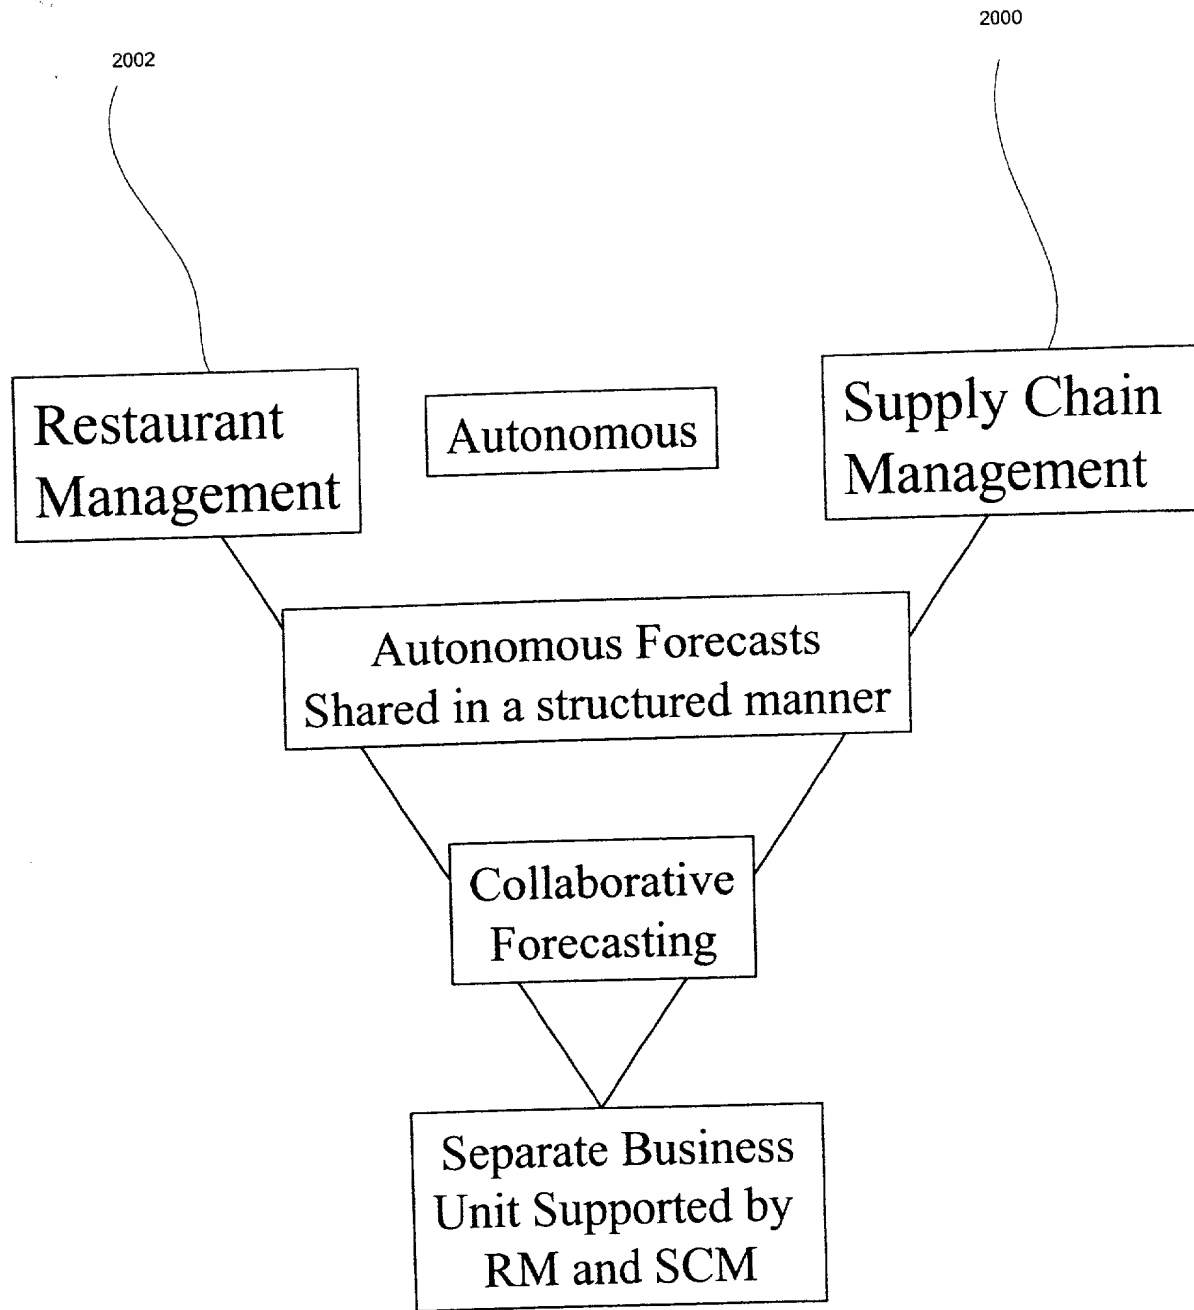 2002
2000
Restaurant
Management
Autonomous
Supply Chain
Management
Autonomous Forecasts
Shared in a structured manner
Collaborative
Forecasting
Separate Business
Unit Supported by
RM and SCM